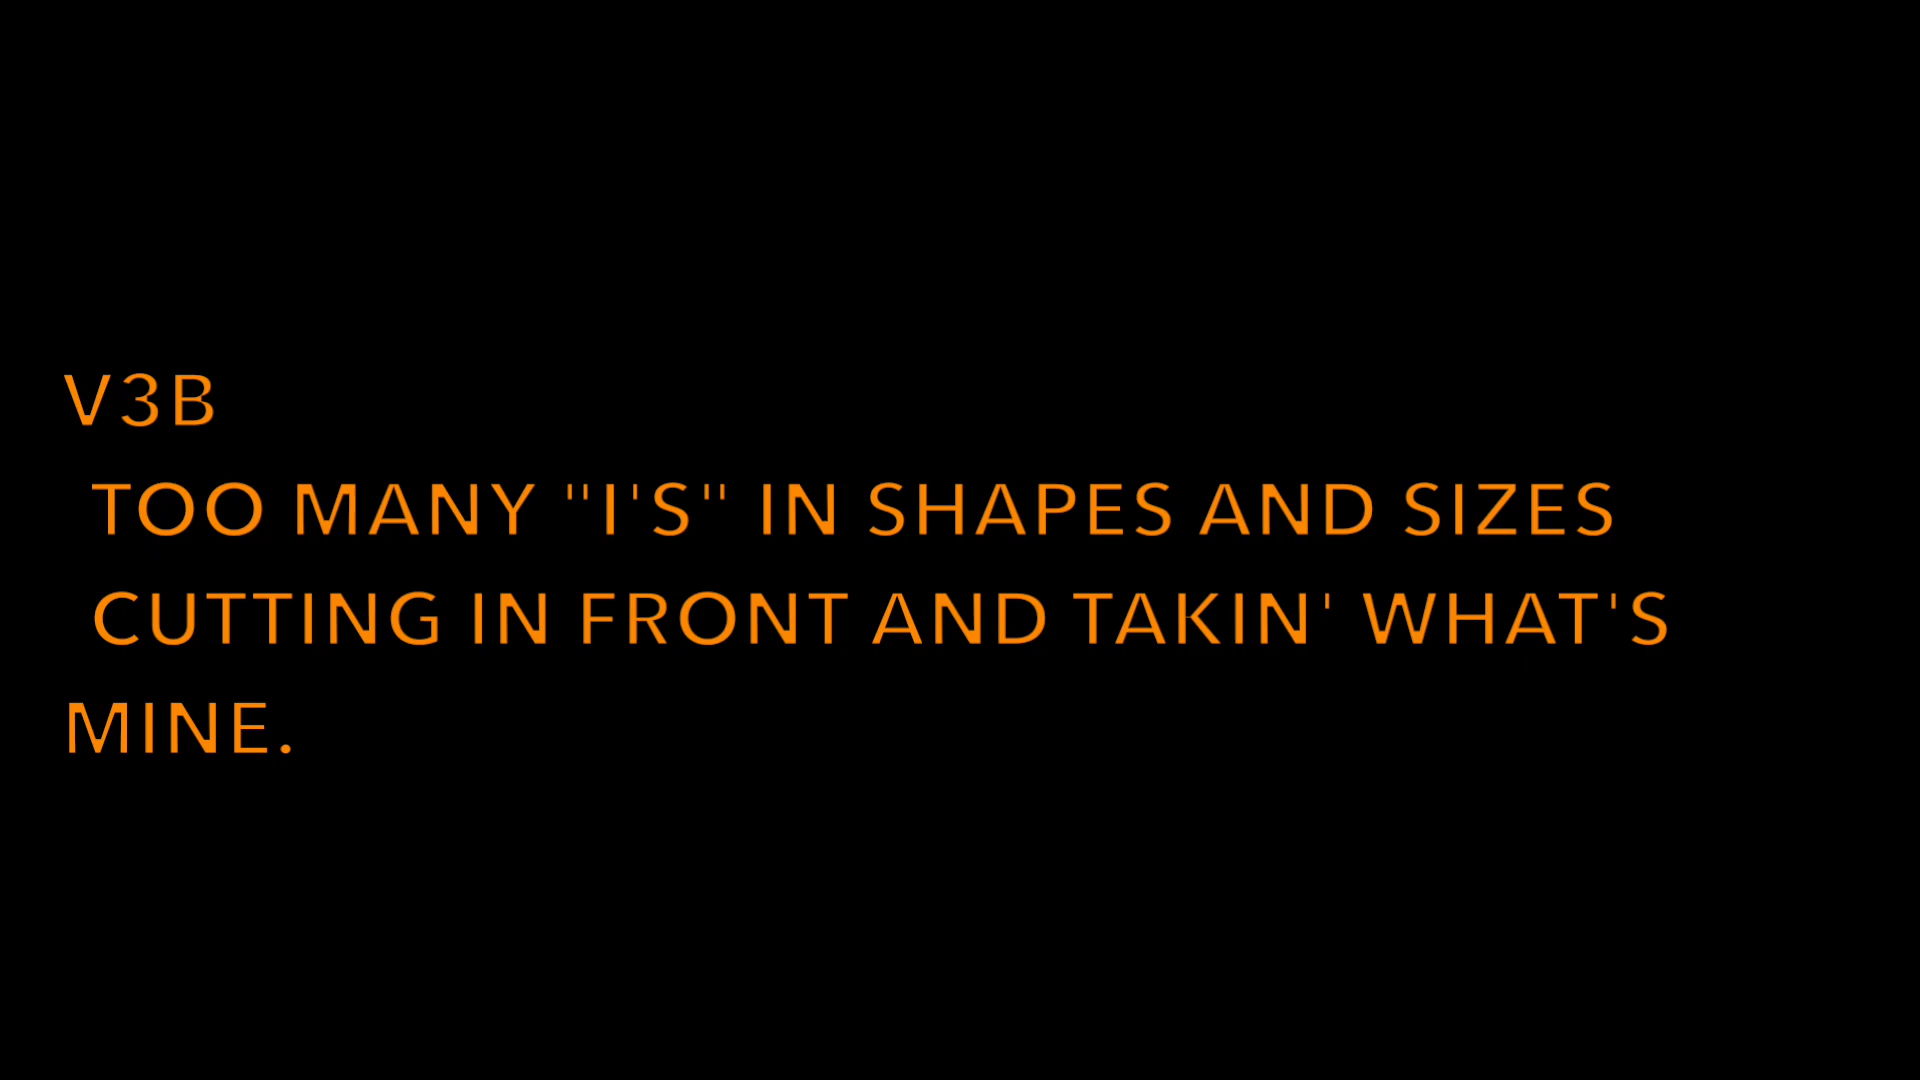 V3B
TOO MANY "I'S" IN SHAPES AND SIZES
CUTTING IN FRONT AND TAKIN' WHAT'S
MINE.